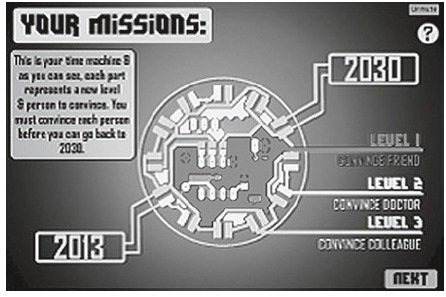 Unmute
YOUR MISSIONS:
?
This is your time machine &
as you can see, each part
represents a new level
& person to convince. You
must convince each person
before you can go back to
2030.
2030
LEVEL 1
CONVINCE FRIEND
LEVEL 2
CONVINCE DOCTOR
LEVEL 3
CONVINCE COLLEAGUE
2013
NEXT